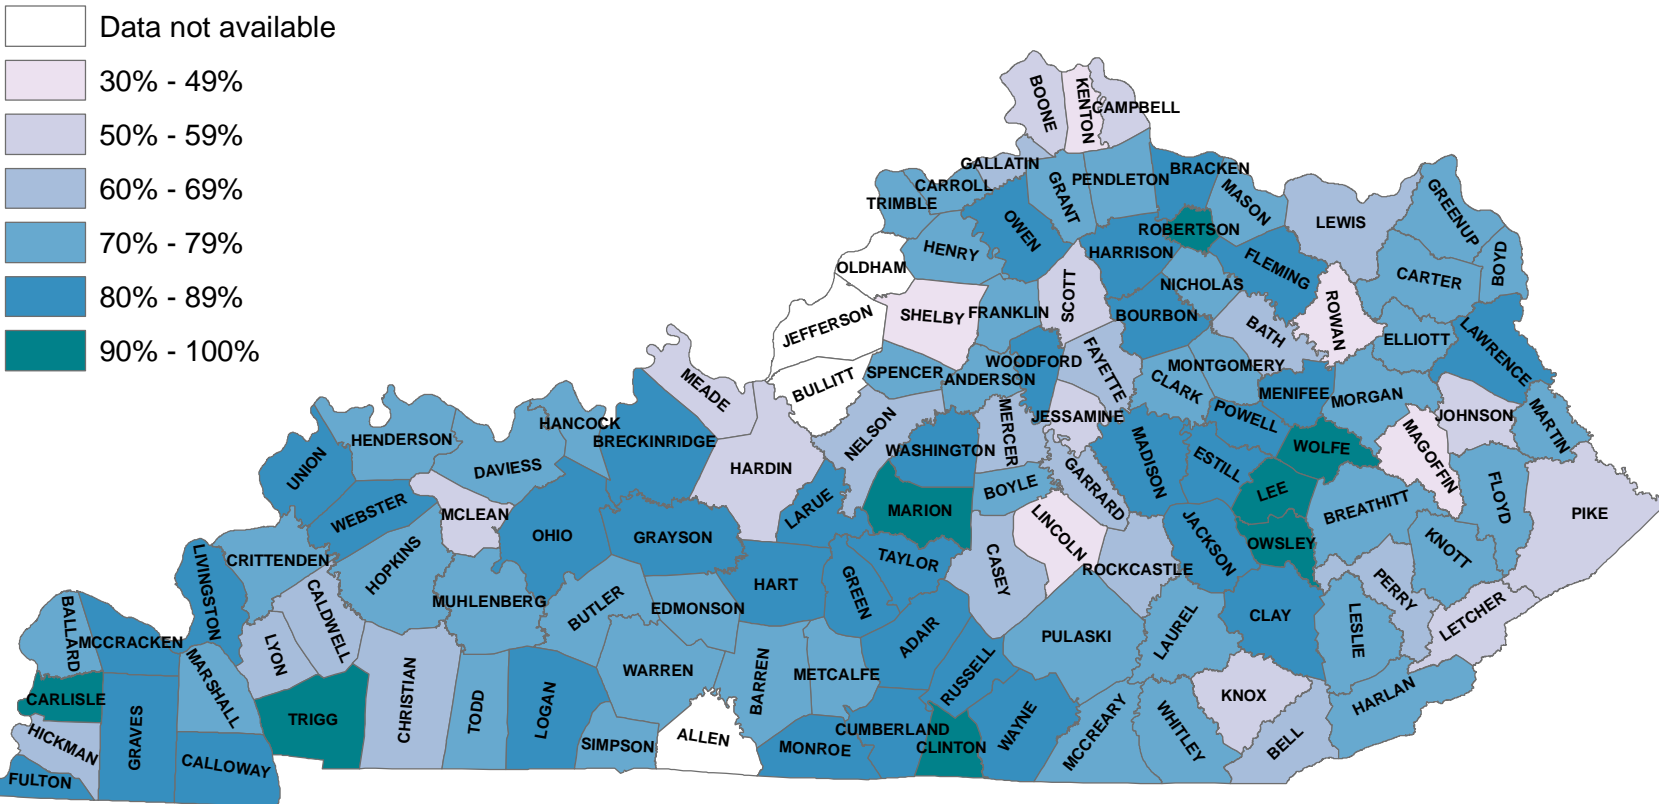 Data not available
30% - 49%
50% - 59%
60% - 69%
70% - 79%
80% - 89%
90% - 100%
BOONE
KENTON
CAMPBELL
GALLATIN
CARROLL
TRIMBLE
GRANT
PENDLETON
BRACKEN
MASON
ROBERTSON
LEWIS
GREENUP
BOYD
CARTER
OWEN
HENRY
OLDHAM
HARRISON
FLEMING
NICHOLAS
ROWAN
JEFFERSON
SHELBY
FRANKLIN
SCOTT
BOURBON
BATH
ELLIOTT
LAWRENCE
BULLITT
SPENCER
ANDERSON
WOODFORD
FAYETTE
MONTGOMERY
CLARK
MENIFEE
MORGAN
MEADE
NELSON
MERCER
JESSAMINE
POWELL
JOHNSON
MARTIN
HANCOCK
BRECKINRIDGE
HENDERSON
DAVIESS
UNION
WEBSTER
MCLEAN
HARDIN
WASHINGTON
MADISON
ESTILL
WOLFE
MAGOFFIN
LARUE
MARION
BOYLE
GARRARD
LEE
BREATHITT
FLOYD
PIKE
OHIO
GRAYSON
LINCOLN
JACKSON
OWSLEY
KNOTT
CRITTENDEN
LIVINGSTON
HOPKINS
HART
GREEN
TAYLOR
CASEY
ROCKCASTLE
PERRY
MUHLENBERG
BUTLER
EDMONSON
CALDWELL
CLAY
LETCHER
BALLARD
MCCRACKEN
LYON
ADAIR
PULASKI
LAUREL
LESLIE
CARLISLE
MARSHALL
TRIGG
CHRISTIAN
TODD
LOGAN
WARREN
BARREN
METCALFE
RUSSELL
KNOX
HARLAN
HICKMAN
GRAVES
CALLOWAY
FULTON
SIMPSON
ALLEN
MONROE
CUMBERLAND
CLINTON
WAYNE
MCCREARY
WHITLEY
BELL